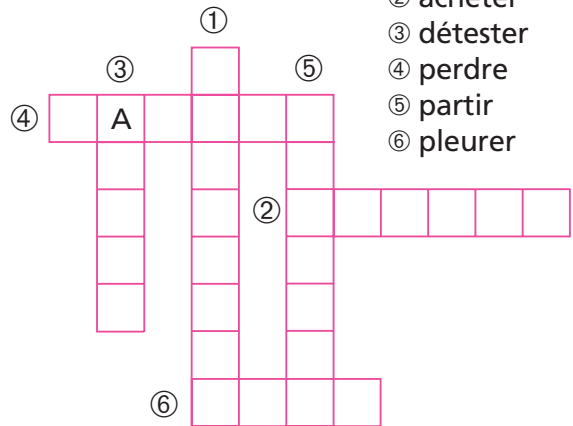 ①
② acheter
③ ⑤ ③ détester
④ A ④ perdre
⑤ partir
⑥ pleurer
②
⑥